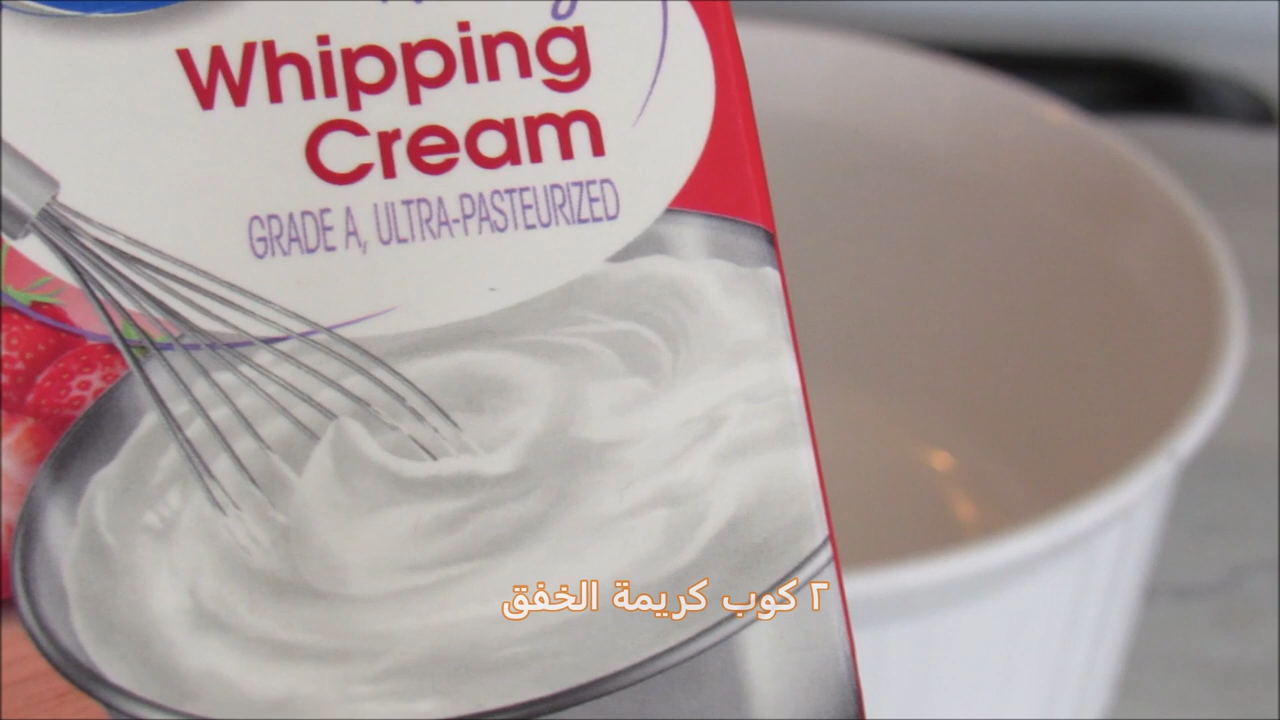 Whipping
Cream
GRADE A, ULTRA-PASTEURIZED
٢ كوب كريمة الخفق